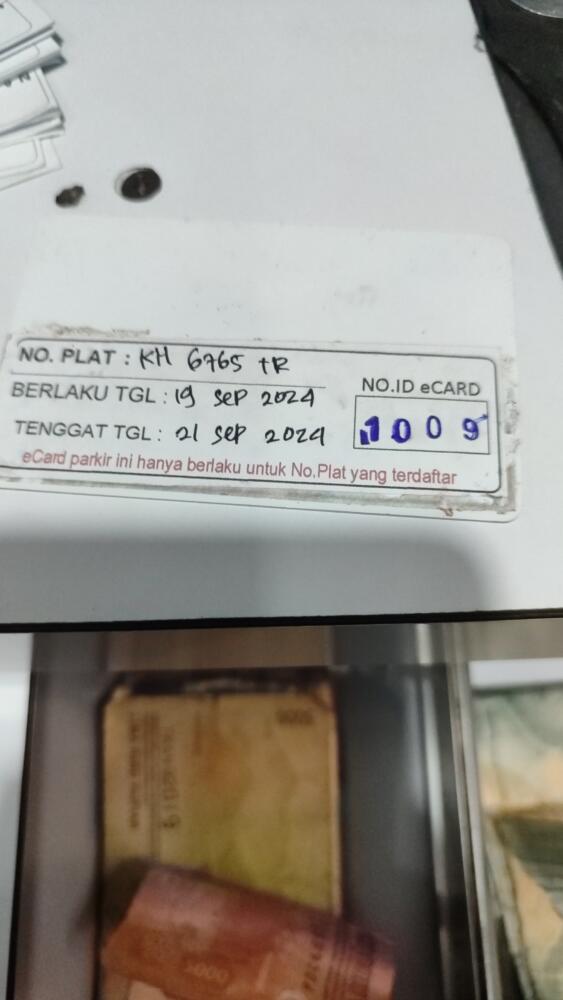 NO. PLAT : KH 6765 TR
BERLAKU TGL : 19 SEP 2024
TENGGAT TGL : 21 SEP 2024
NO.ID eCARD
1009
eCard parkir ini hanya berlaku untuk No.Plat yang terdaftar
5000